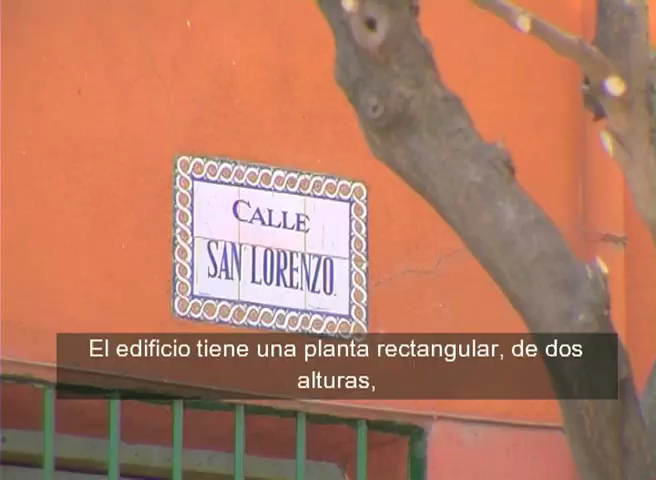 CALLE
SAN LORENZO
El edificio tiene una planta rectangular, de dos
alturas,